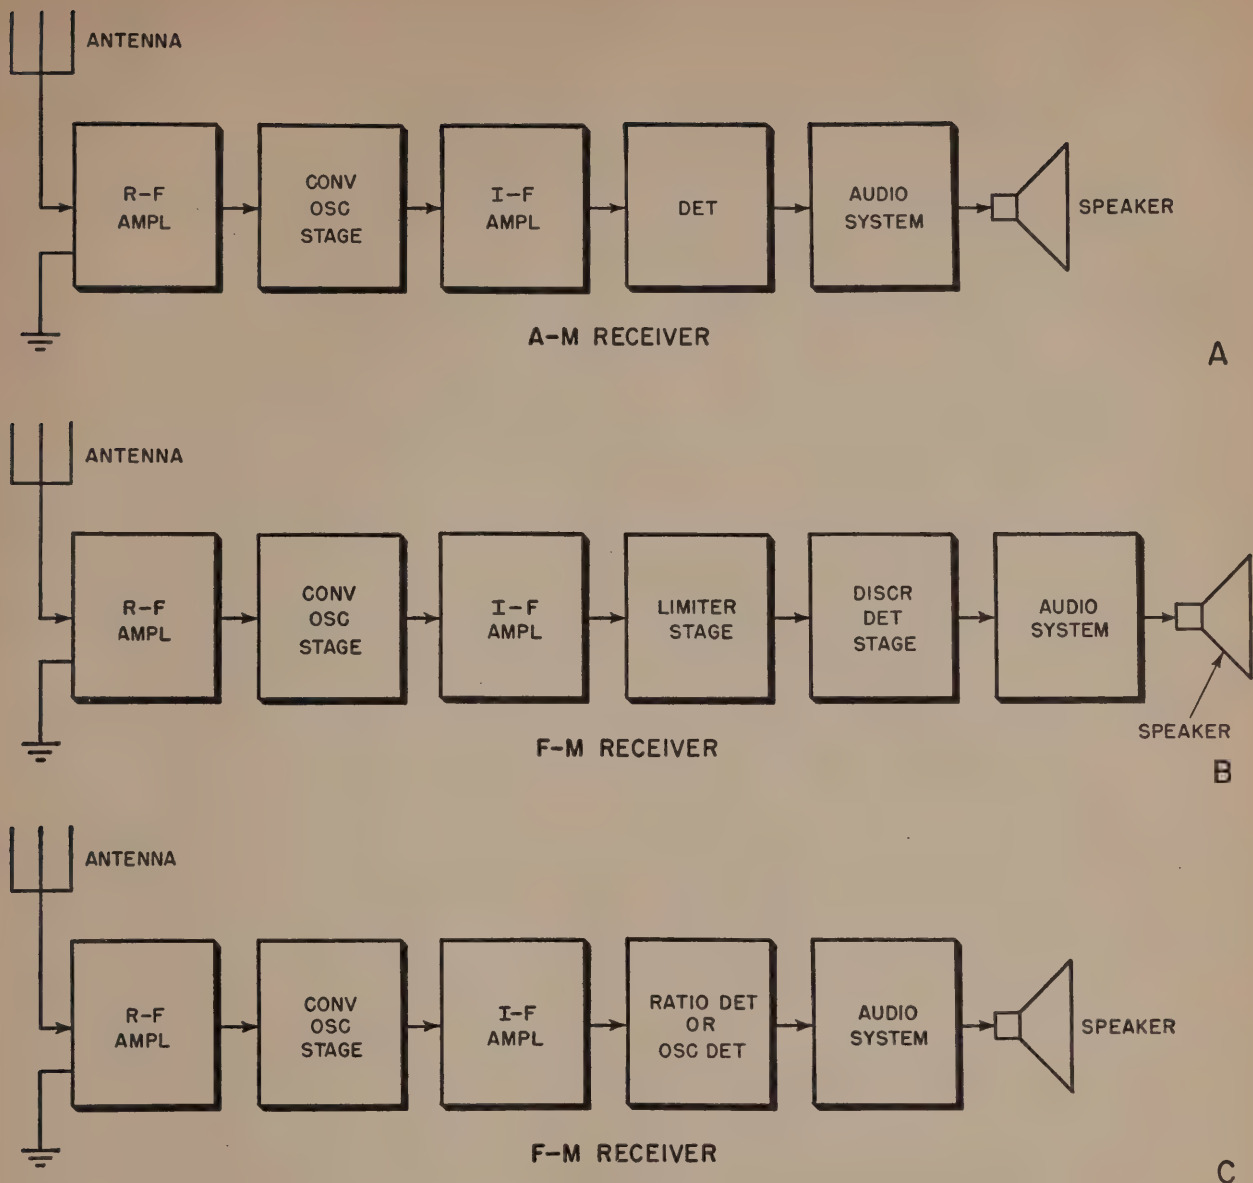 ANTENNA
R-F
AMPL
CONV
OSC
STAGE
I-F
AMPL
DET
AUDIO
SYSTEM
SPEAKER
A-M RECEIVER
A
ANTENNA
R-F
AMPL
CONV
OSC
STAGE
I-F
AMPL
LIMITER
STAGE
DISCR
DET
STAGE
AUDIO
SYSTEM
SPEAKER
F-M RECEIVER
B
ANTENNA
R-F
AMPL
CONV
OSC
STAGE
I-F
AMPL
RATIO DET
OR
OSC DET
AUDIO
SYSTEM
SPEAKER
F-M RECEIVER
C